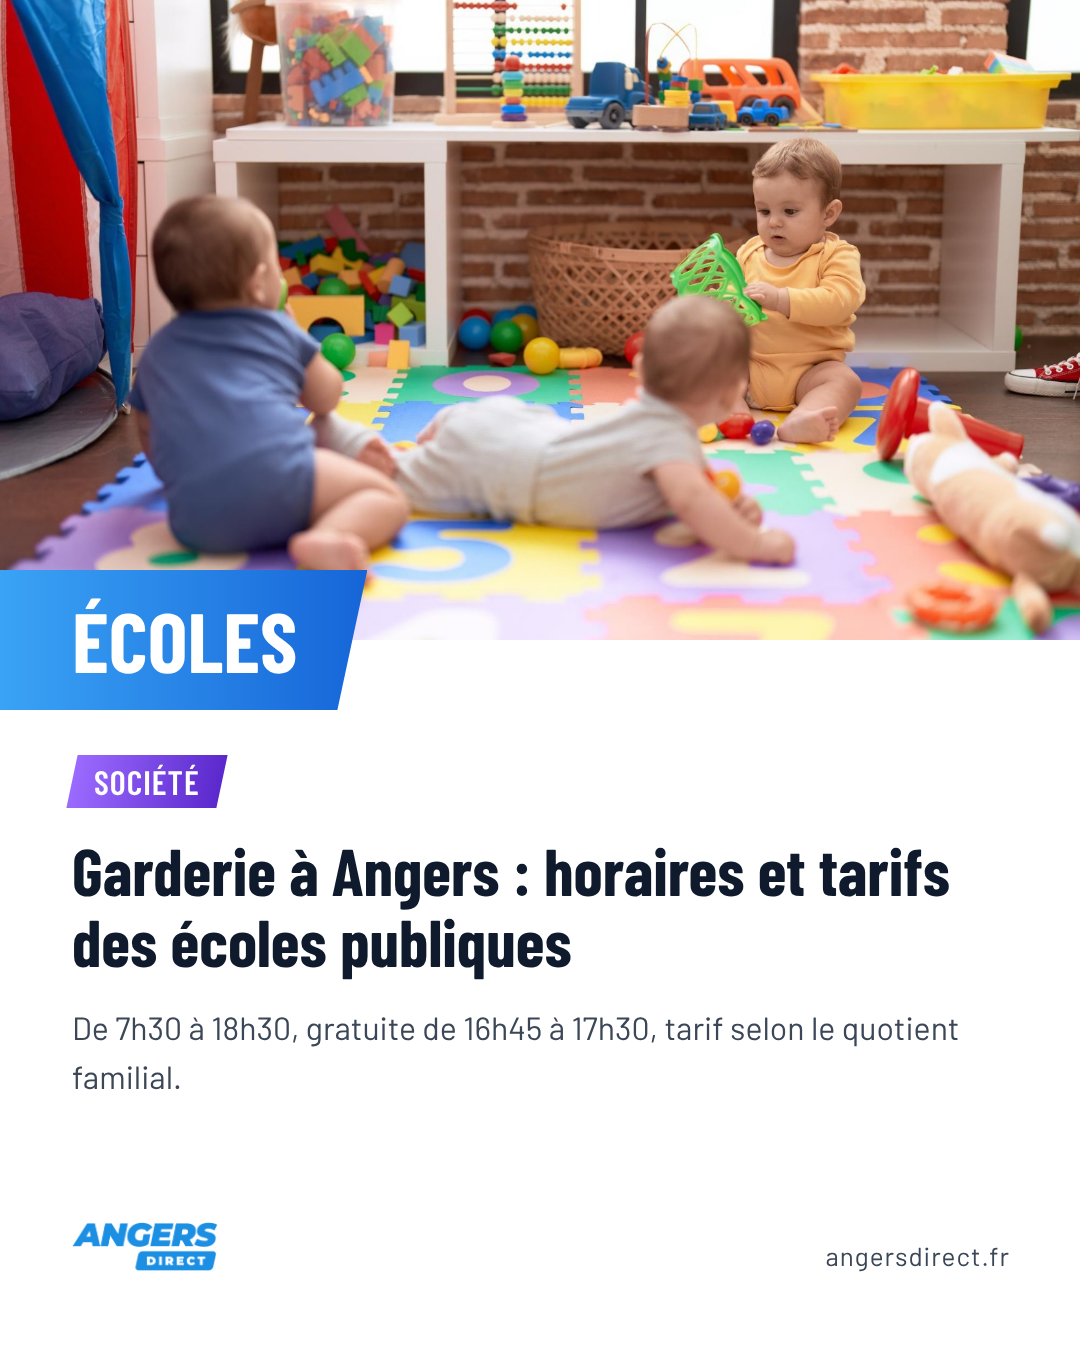 ÉCOLES
SOCIÉTÉ
Garderie à Angers : horaires et tarifs
des écoles publiques
De 7h30 à 18h30, gratuite de 16h45 à 17h30, tarif selon le quotient
familial.
ANGERS
DIRECT
angersdirect.fr